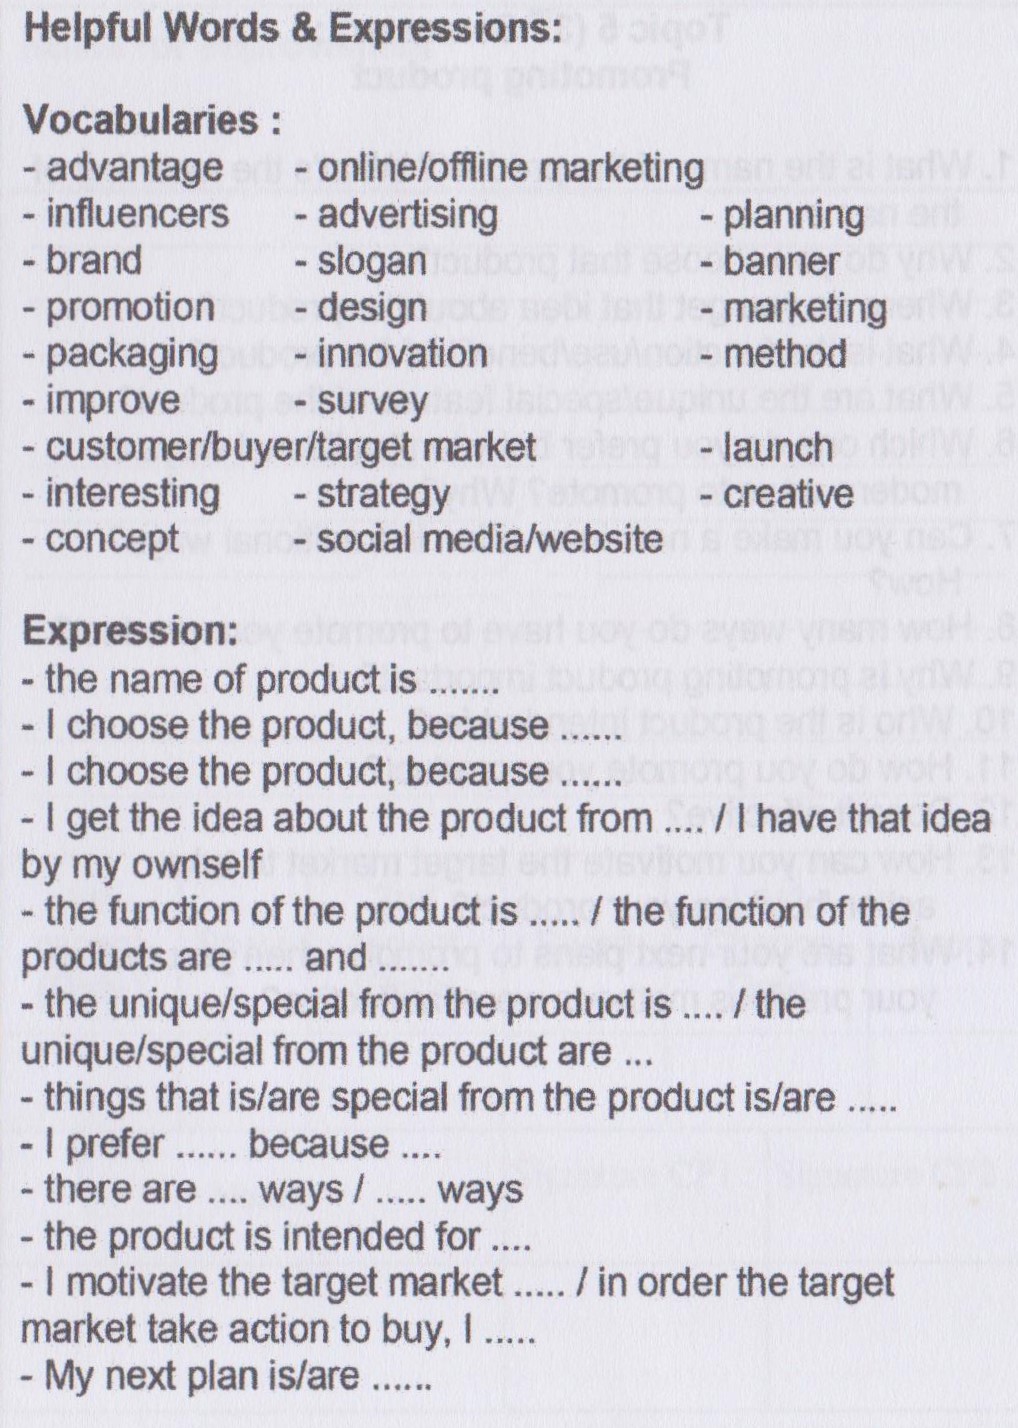 Helpful Words & Expressions:
Vocabularies :
- advantage - online/offline marketing
- influencers - advertising - planning
- brand - slogan - banner
- promotion - design - marketing
- packaging - innovation - method
- improve - survey
- customer/buyer/target market - launch
- interesting - strategy - creative
- concept - social media/website
Expression:
- the name of product is .......
- I choose the product, because ......
- I choose the product, because.......
- I get the idea about the product from .... / I have that idea
by my ownself
- the function of the product is ..... / the function of the
products are ..... and .......
- the unique/special from the product is .... / the
unique/special from the product are ...
- things that is/are special from the product is/are .....
- I prefer ...... because ....
- there are .... ways / ..... ways
- the product is intended for ....
- I motivate the target market ..... / in order the target
market take action to buy, I .....
- My next plan is/are ......